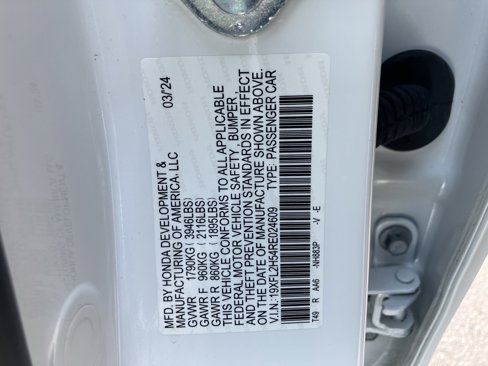 MFD. BY HONDA DEVELOPMENT & 03/24
MANUFACTURING OF AMERICA, LLC
GVWR 1790KG ( 3946LBS)
GAWR F 960KG ( 2116LBS)
GAWR R 860KG ( 1895LBS)
THIS VEHICLE CONFORMS TO ALL APPLICABLE
FEDERAL MOTOR VEHICLE SAFETY, BUMPER,
AND THEFT PREVENTION STANDARDS IN EFFECT
ON THE DATE OF MANUFACTURE SHOWN ABOVE.
V.I.N.: 19XFL2H54RE024609 TYPE: PASSENGER CAR
T49 R AA6 -NH883P -V -E